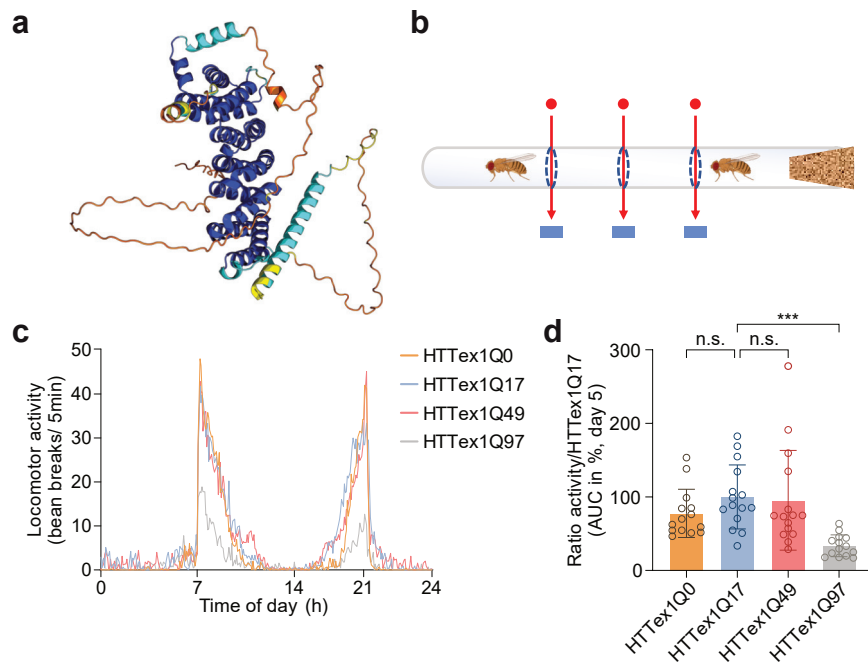 a
b
c
Locomotor activity
(bean breaks/ 5min)
50
40
30
20
10
0
0
7
14
21
24
Time of day (h)
HTTex1Q0
HTTex1Q17
HTTex1Q49
HTTex1Q97
d
Ratio activity/HTTex1Q17
(AUC in %, day 5)
300
200
100
0
n.s.
n.s.
***
HTTex1Q0
HTTex1Q17
HTTex1Q49
HTTex1Q97